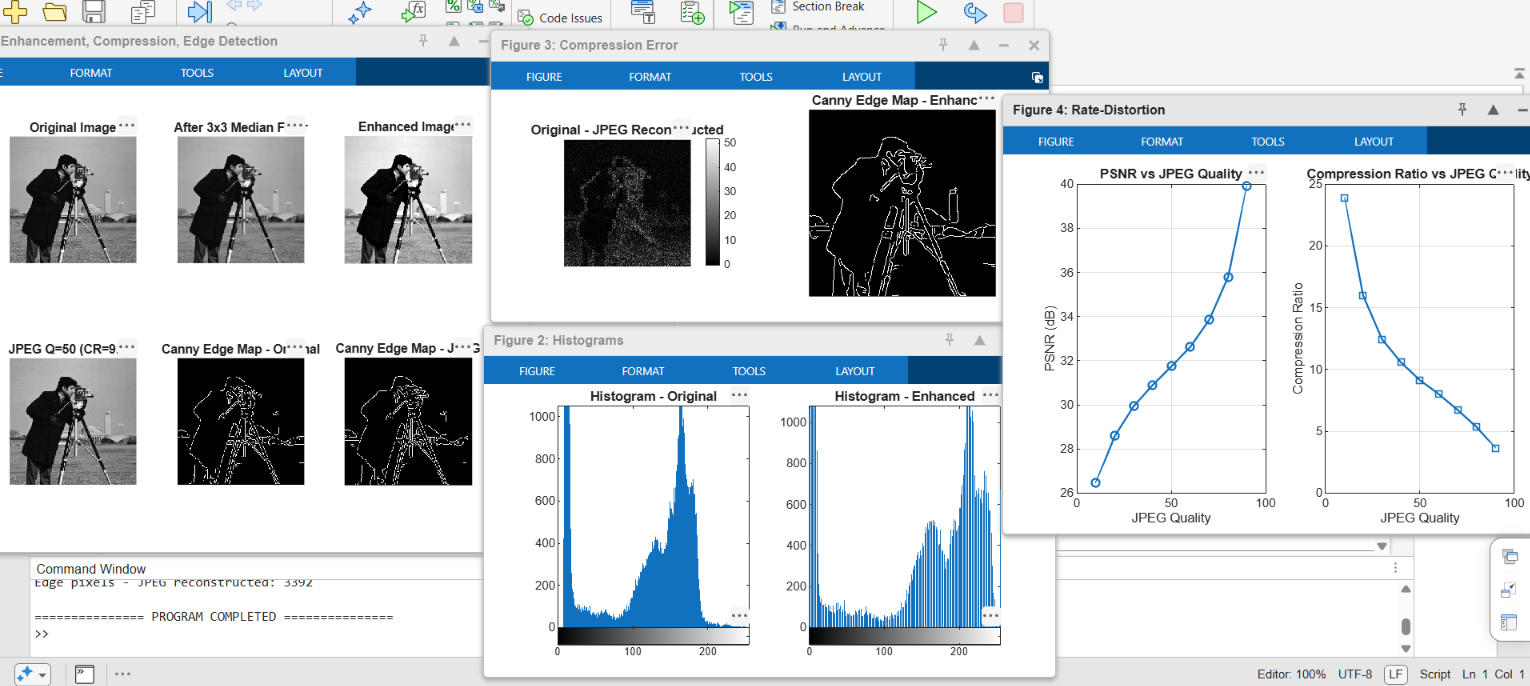 Code Issues
Section Break
Run and Advance
Enhancement, Compression, Edge Detection
FORMAT TOOLS LAYOUT
Original Image
After 3x3 Median F
Enhanced Image
JPEG Q=50 (CR=9.
Canny Edge Map - Or nal
Canny Edge Map - J G
Figure 3: Compression Error
FIGURE FORMAT TOOLS LAYOUT
Original - JPEG Recon ucted
50
40
30
20
10
0
Canny Edge Map - Enhanc
Figure 2: Histograms
FIGURE FORMAT TOOLS LAYOUT
Histogram - Original
1000
800
600
400
200
0
0 100 200
Histogram - Enhanced
1000
800
600
400
200
0
0 100 200
Figure 4: Rate-Distortion
FIGURE FORMAT TOOLS LAYOUT
PSNR vs JPEG Quality
40
38
36
34
32
30
28
26
PSNR (dB)
0 50 100
JPEG Quality
Compression Ratio vs JPEG Q lity
25
20
15
10
5
0
Compression Ratio
0 50 100
JPEG Quality
Command Window
Edge pixels - JPEG reconstructed: 3392
============== PROGRAM COMPLETED ==============
>>
Editor: 100% UTF-8 LF Script Ln 1 Col 1